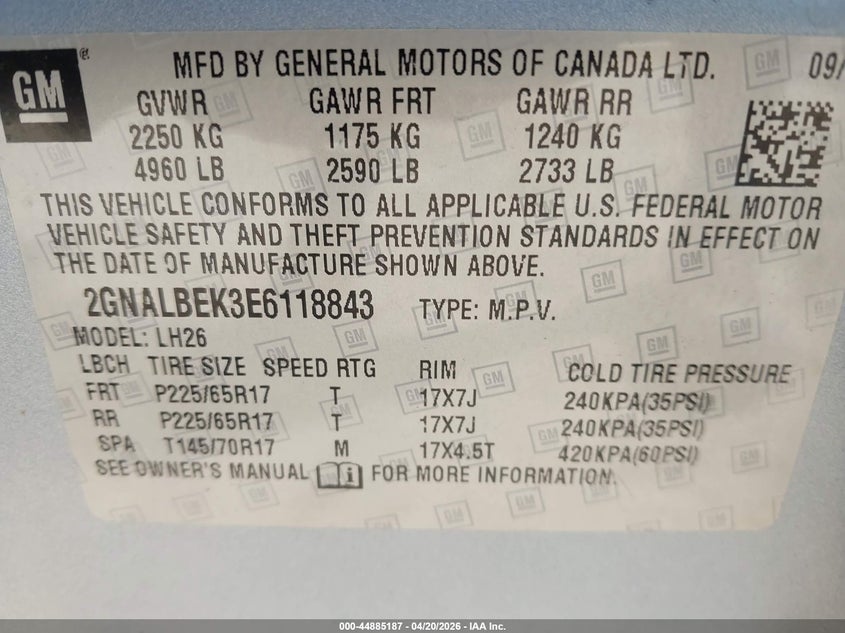 GM ® MFD BY GENERAL MOTORS OF CANADA LTD. 09/
GVWR GAWR FRT GAWR RR
2250 KG 1175 KG 1240 KG
4960 LB 2590 LB 2733 LB
THIS VEHICLE CONFORMS TO ALL APPLICABLE U.S. FEDERAL MOTOR
VEHICLE SAFETY AND THEFT PREVENTION STANDARDS IN EFFECT ON
THE DATE OF MANUFACTURE SHOWN ABOVE.
2GNALBEK3E6118843 TYPE: M.P.V.
MODEL: LH26
LBCH TIRE SIZE SPEED RTG RIM COLD TIRE PRESSURE
FRT P225/65R17 T 17X7J 240KPA(35PSI)
RR P225/65R17 T 17X7J 240KPA(35PSI)
SPA T145/70R17 M 17X4.5T 420KPA(60PSI)
SEE OWNER'S MANUAL i FOR MORE INFORMATION.
000-44885187 - 04/20/2026 - IAA Inc.